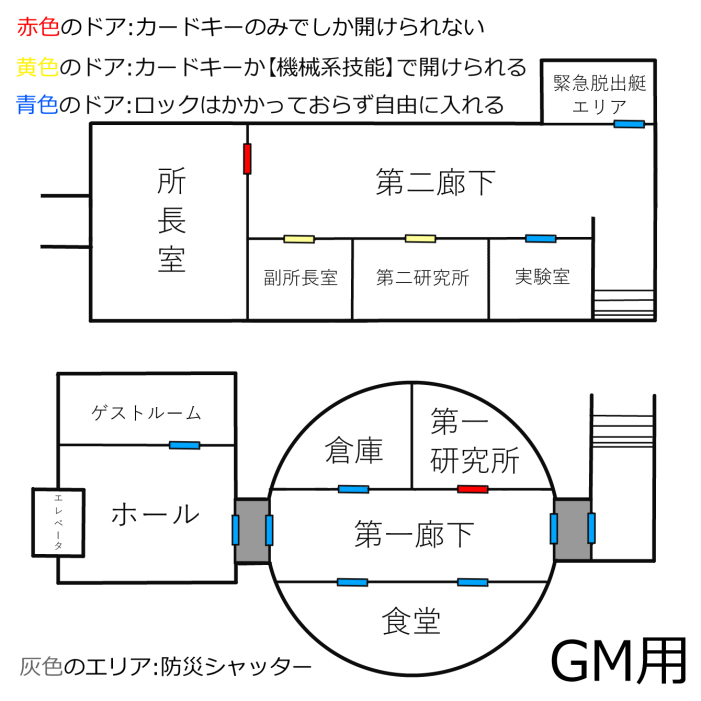 赤色のドア:カードキーのみでしか開けられない
黄色のドア:カードキーか【機械系技能】で開けられる
青色のドア:ロックはかかっておらず自由に入れる
緊急脱出艇
エリア
所長室
第二廊下
副所長室
第二研究所
実験室
ゲストルーム
倉庫
第一
研究所
エレベータ
ホール
第一廊下
食堂
灰色のエリア:防災シャッター
GM用